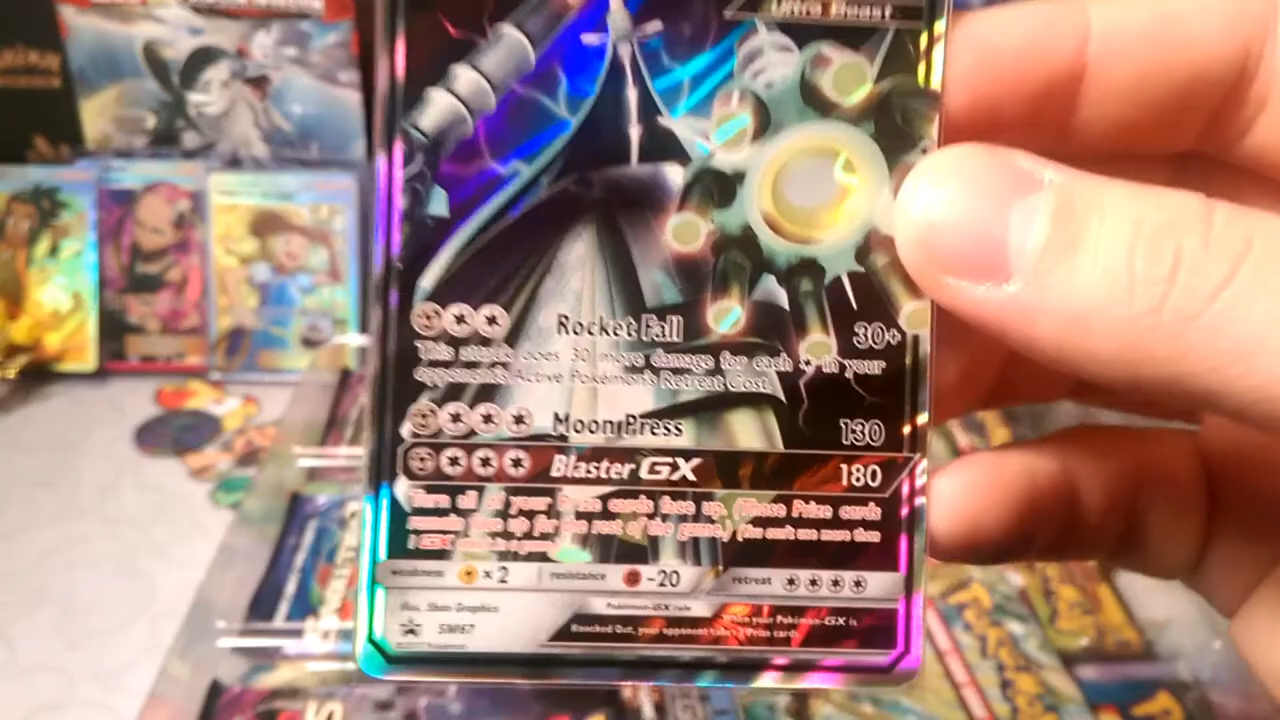 Ultra Beast
Rocket Fall 30+
This attack does 30 more damage for each in your
opponent's Active Pokémon's Retreat Cost.
Moon Press 130
Blaster GX 180
Turn all of your Prize cards face up. (Those Prize cards
remain face up for the rest of the game.) (You can't use more than
1 GX attack in a game.)
weakness ×2 resistance -20 retreat
Illus. 5ban Graphics
Pokémon-GX rule
When your Pokémon-GX is
Knocked Out, your opponent takes 2 Prize cards.
SM67